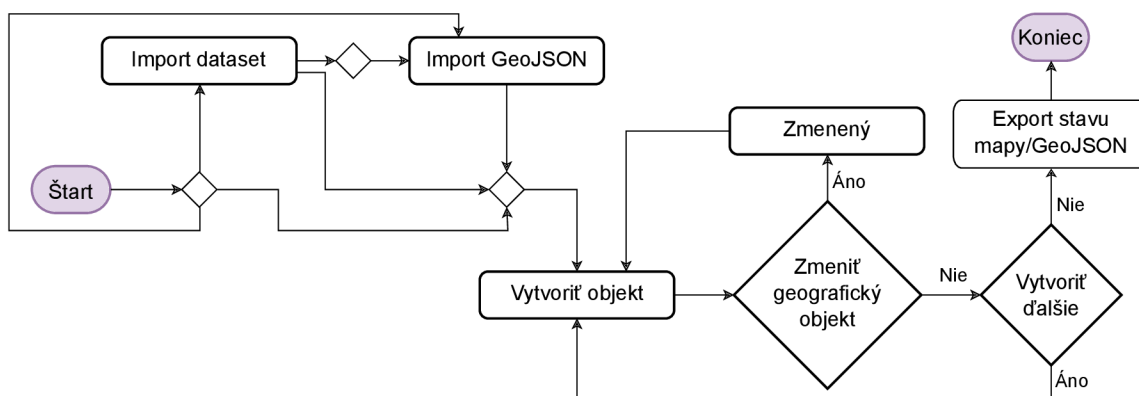 Import dataset
Import GeoJSON
Koniec
Export stavu
mapy/GeoJSON
Zmenený
Štart
Áno
Nie
Vytvoriť objekt
Zmeniť
geografický
objekt
Nie
Vytvoriť
ďalšie
Áno